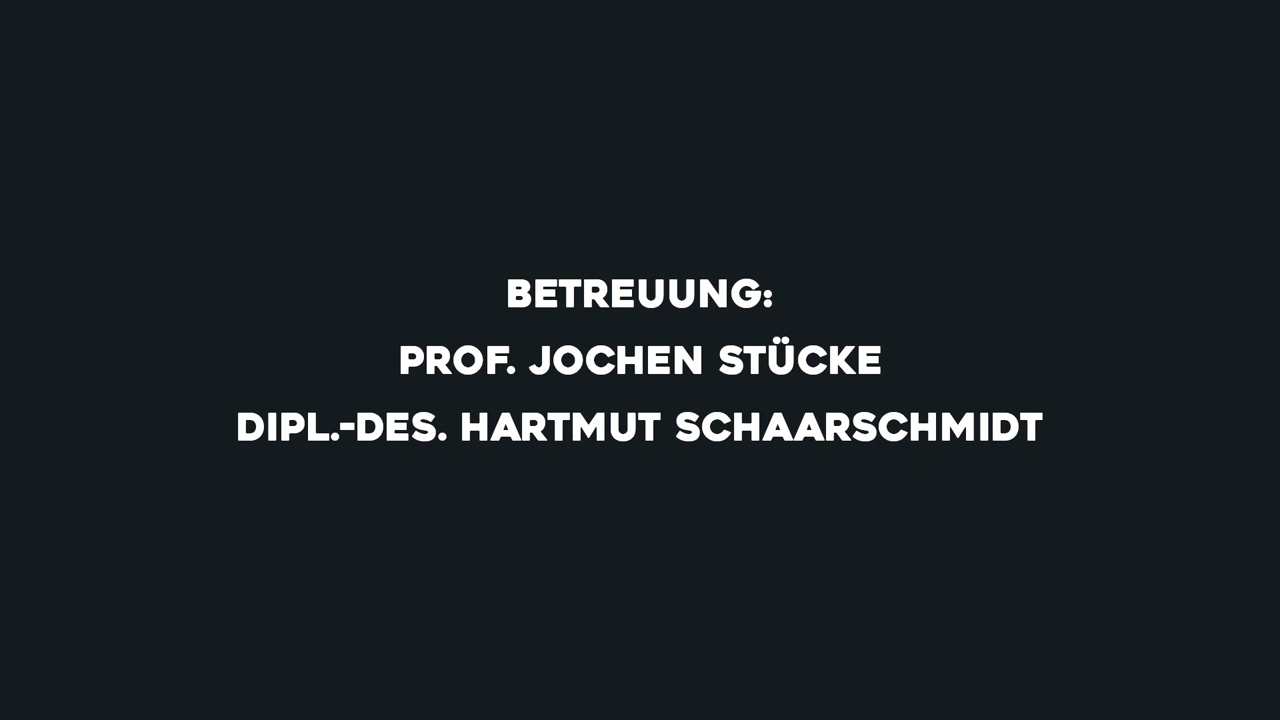 BETREUUNG:
PROF. JOCHEN STÜCKE
DIPL.-DES. HARTMUT SCHAARSCHMIDT